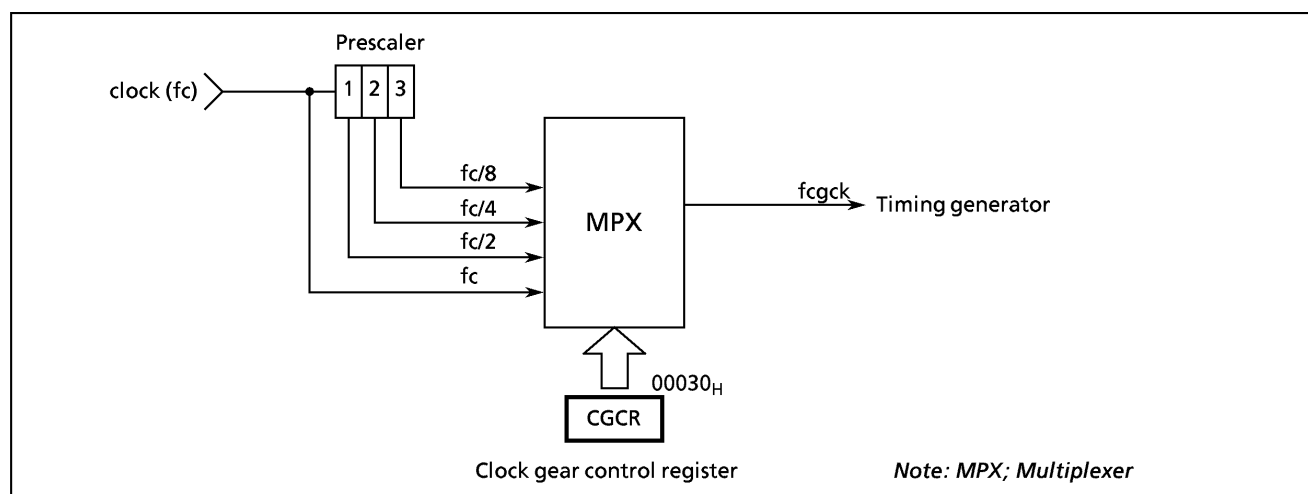 Prescaler
clock (fc)
1 2 3
fc/8
fc/4
fc/2
fc
MPX
fcgck
Timing generator
00030H
CGCR
Clock gear control register
Note: MPX; Multiplexer